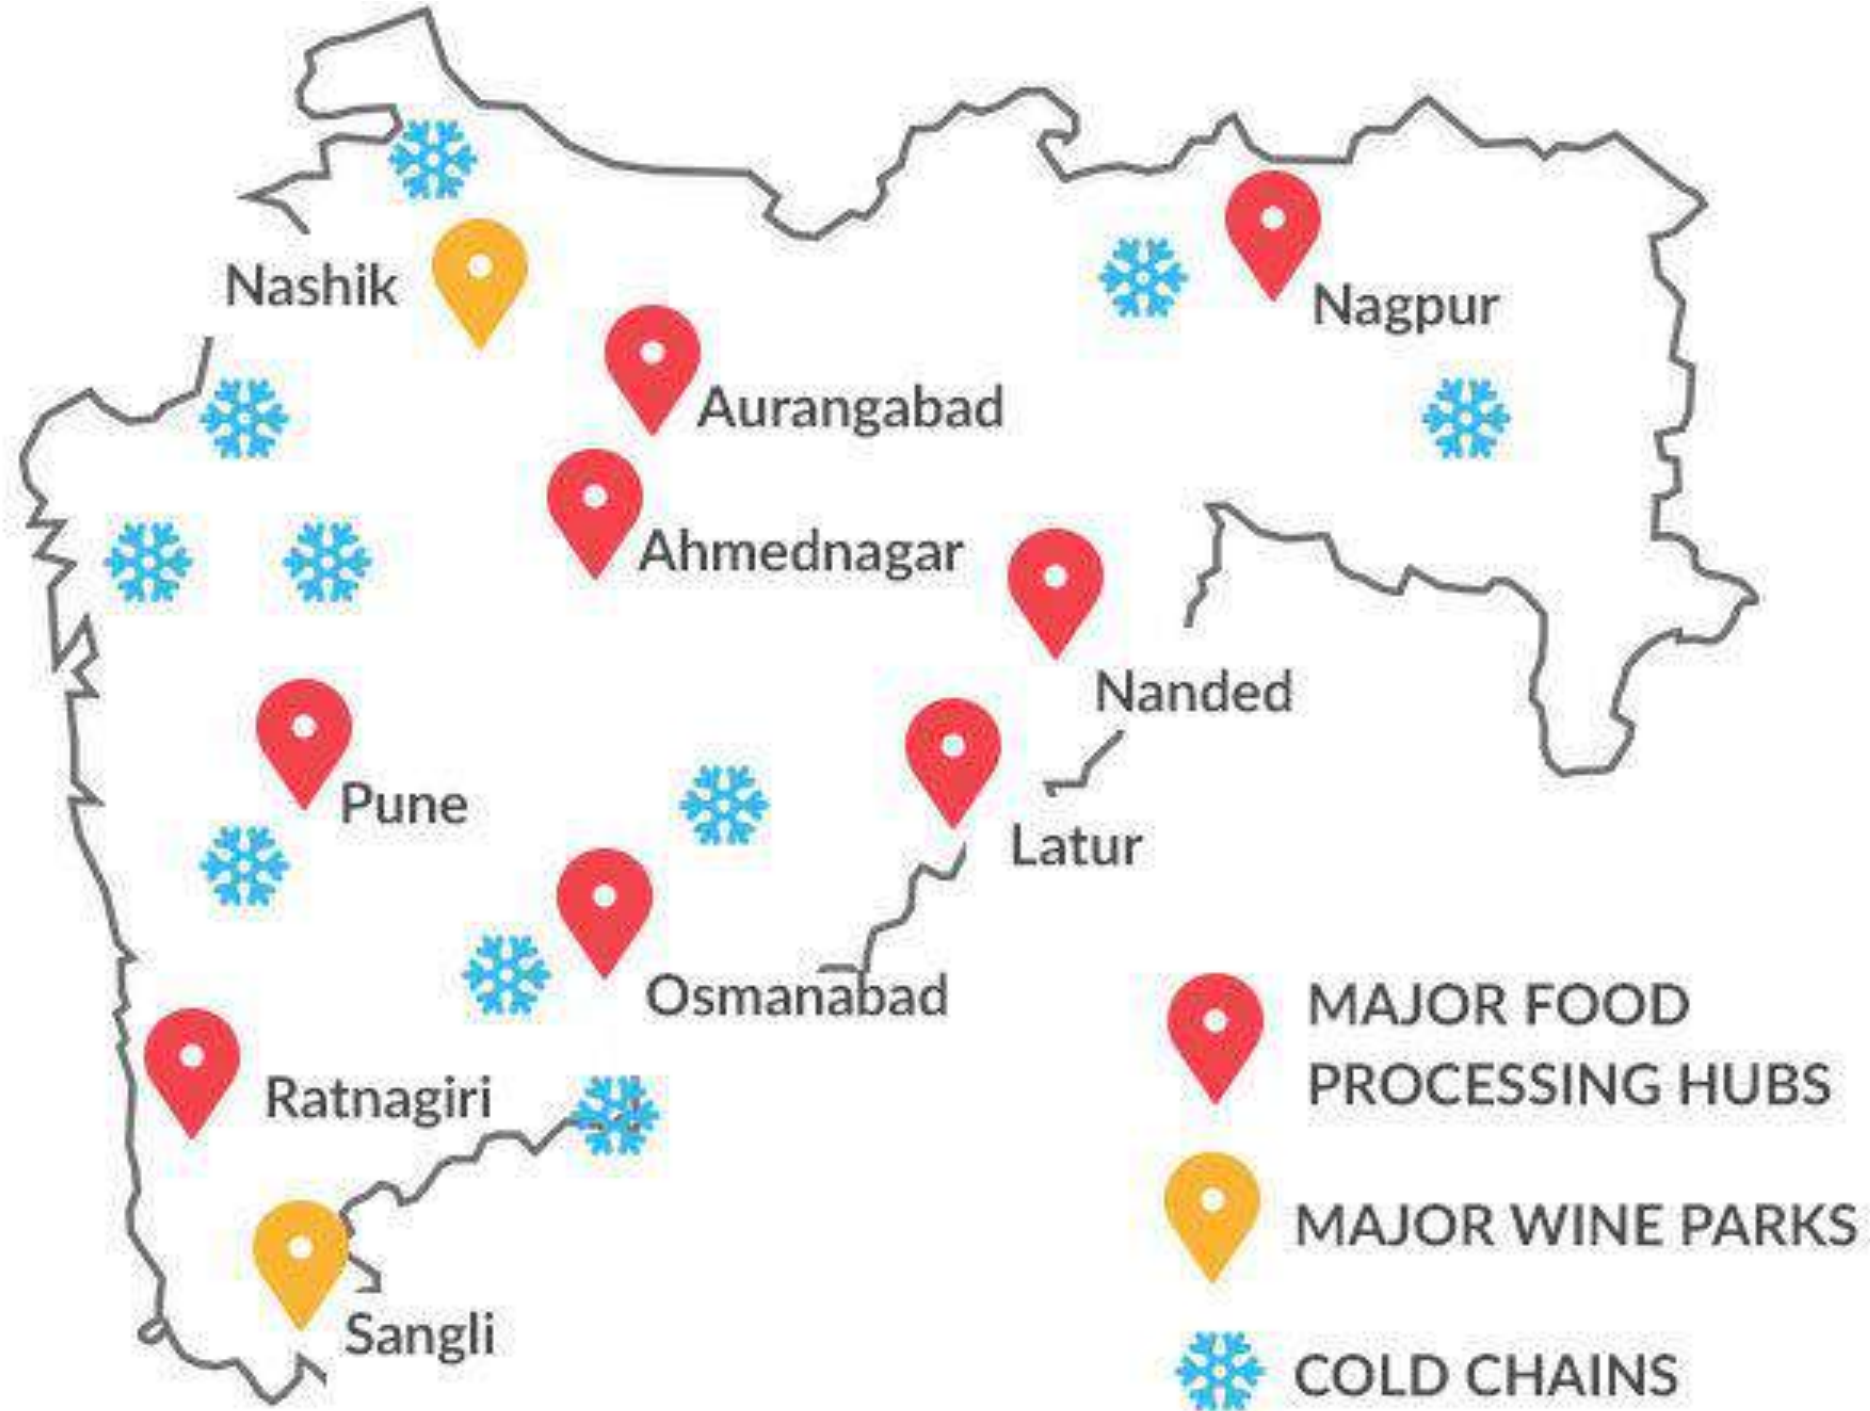 Nashik
Nagpur
Aurangabad
Ahmednagar
Nanded
Pune
Latur
Osmanabad
Ratnagiri
Sangli
MAJOR FOOD
PROCESSING HUBS
MAJOR WINE PARKS
COLD CHAINS